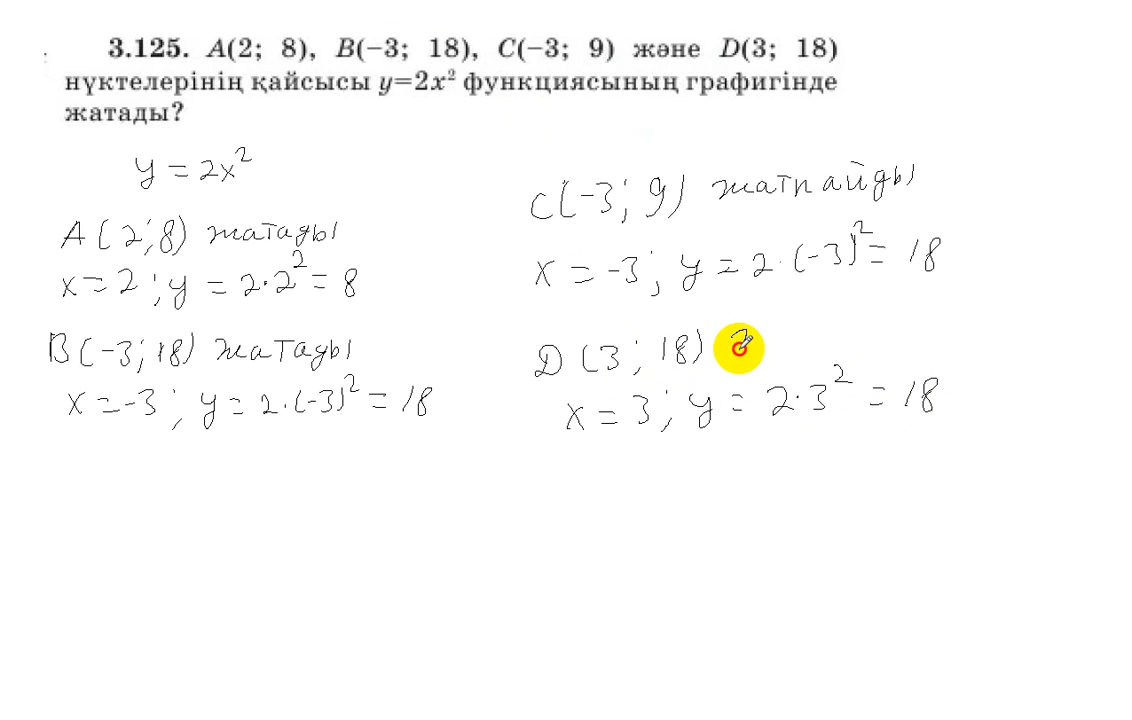 3.125. A(2; 8), B(−3; 18), C(−3; 9) және D(3; 18)
нүктелерінің қайсысы y=2x² функциясының графигінде
жатады?
y = 2x²
A(2;8) жатады
x = 2; y = 2·2² = 8
B(-3;18) жатады
x = -3; y = 2·(-3)² = 18
C(-3; 9) жатпайды
x = -3; y = 2·(-3)² = 18
D(3; 18)
x = 3; y = 2·3² = 18